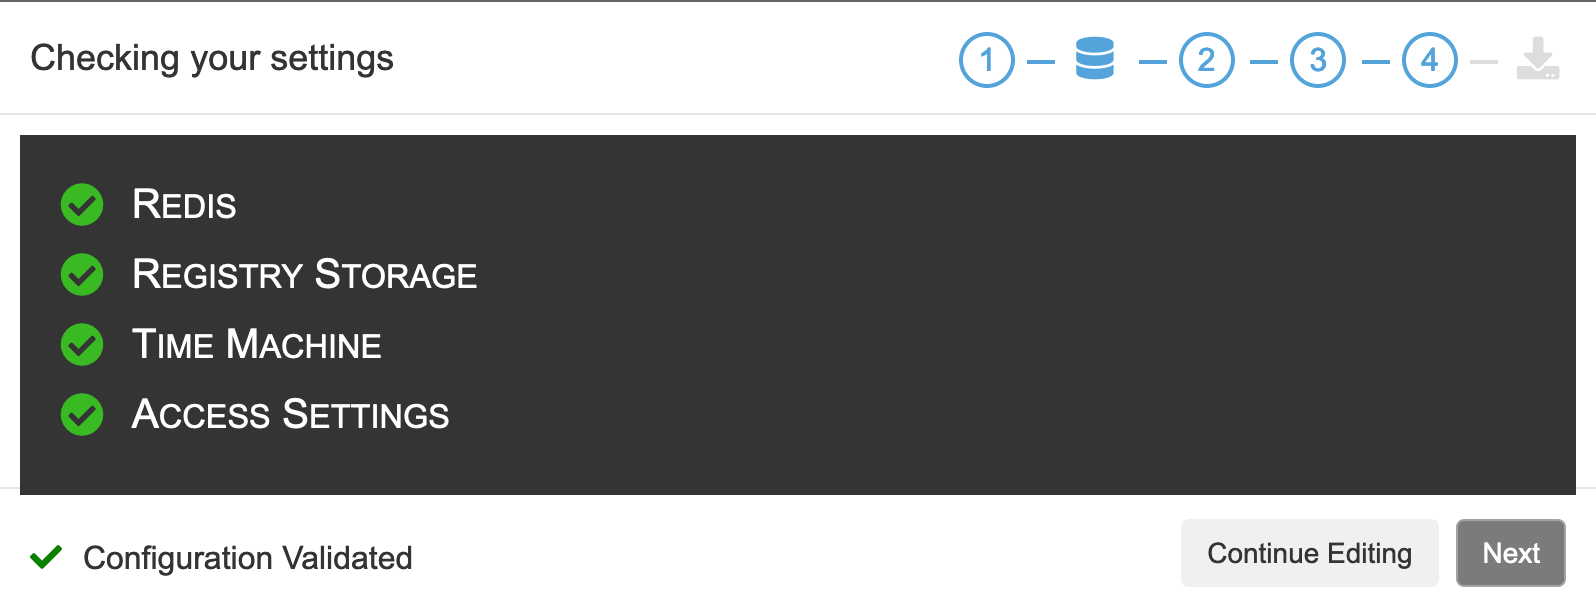 Checking your settings
1 2 3 4
REDIS
REGISTRY STORAGE
TIME MACHINE
ACCESS SETTINGS
Configuration Validated
Continue Editing
Next